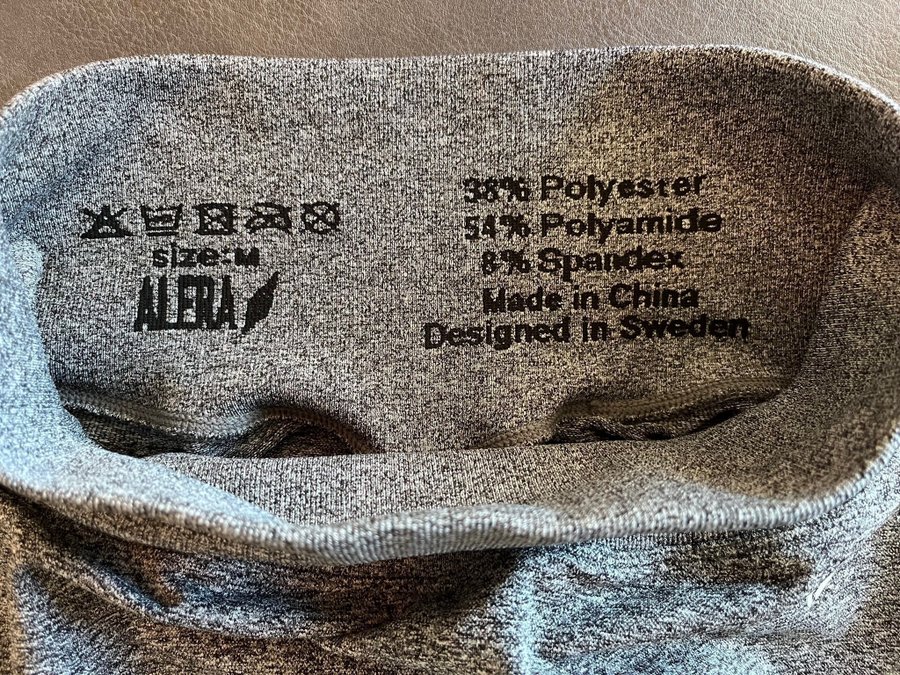 size:M
ALERA
38% Polyester
54% Polyamide
8% Spandex
Made in China
Designed in Sweden